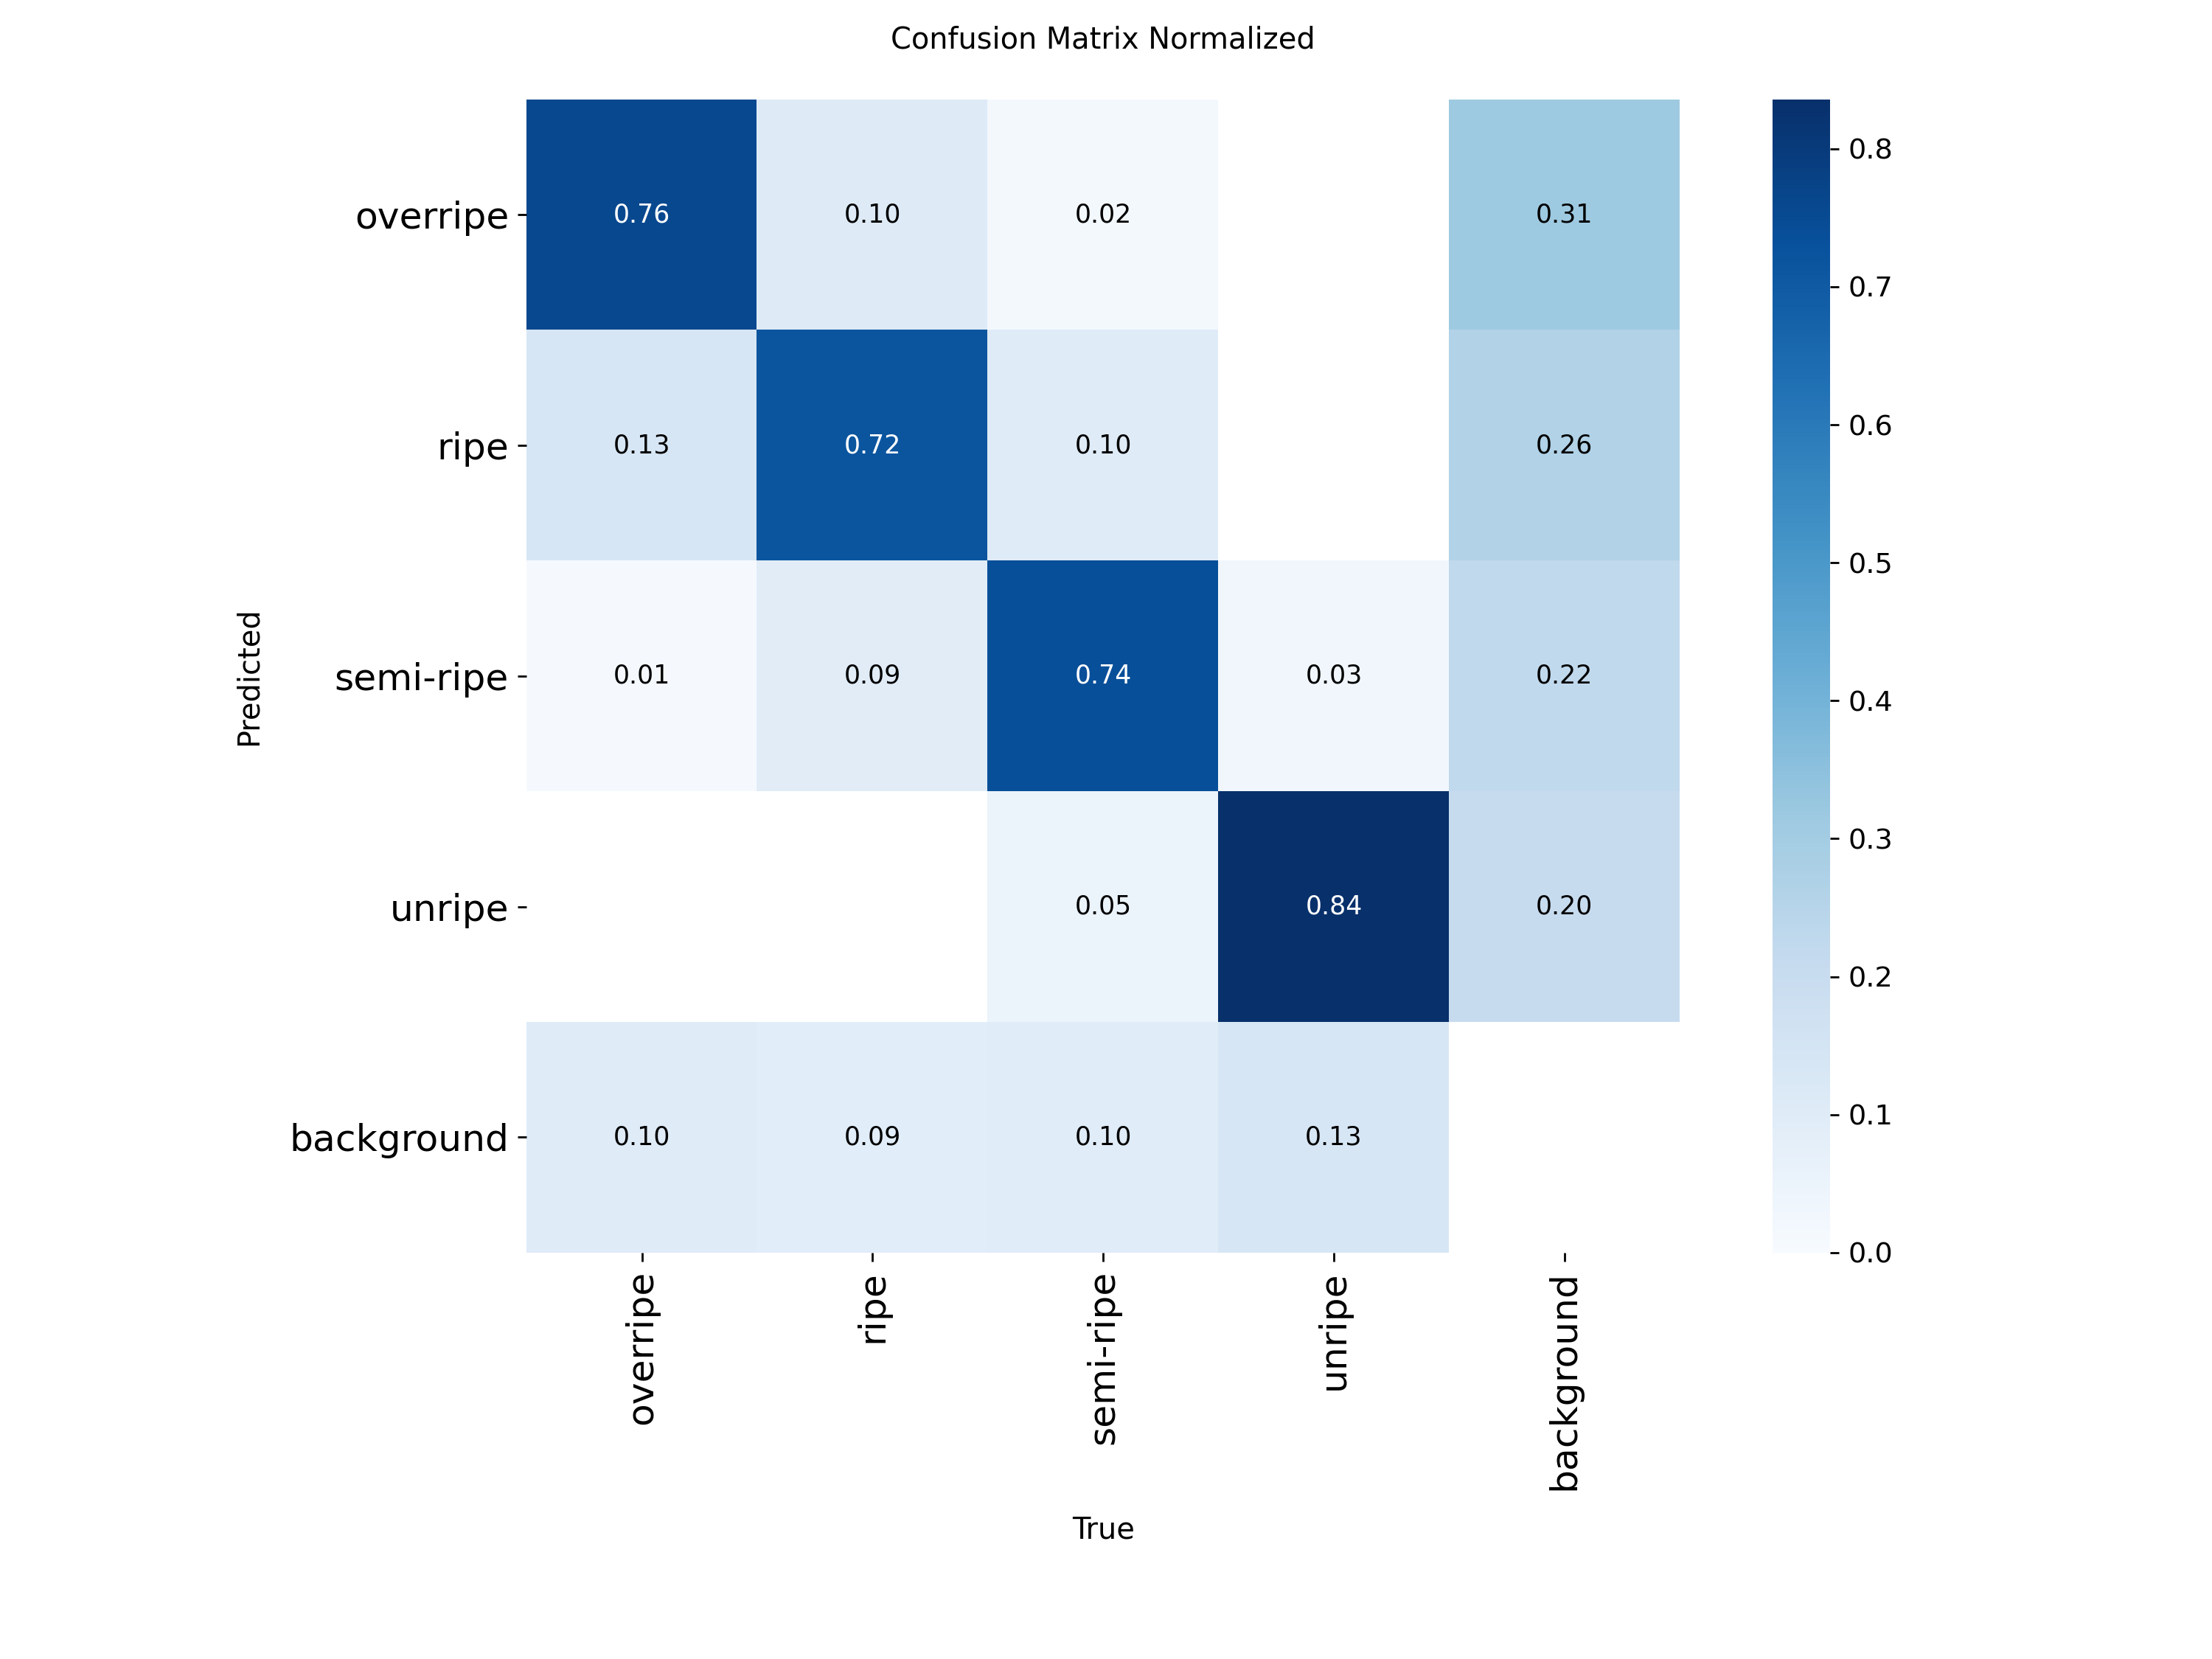 Confusion Matrix Normalized
overripe 0.76 0.10 0.02 0.31
ripe 0.13 0.72 0.10 0.26
semi-ripe 0.01 0.09 0.74 0.03 0.22
unripe 0.05 0.84 0.20
background 0.10 0.09 0.10 0.13
overripe ripe semi-ripe unripe background
Predicted
True
0.8
0.7
0.6
0.5
0.4
0.3
0.2
0.1
0.0